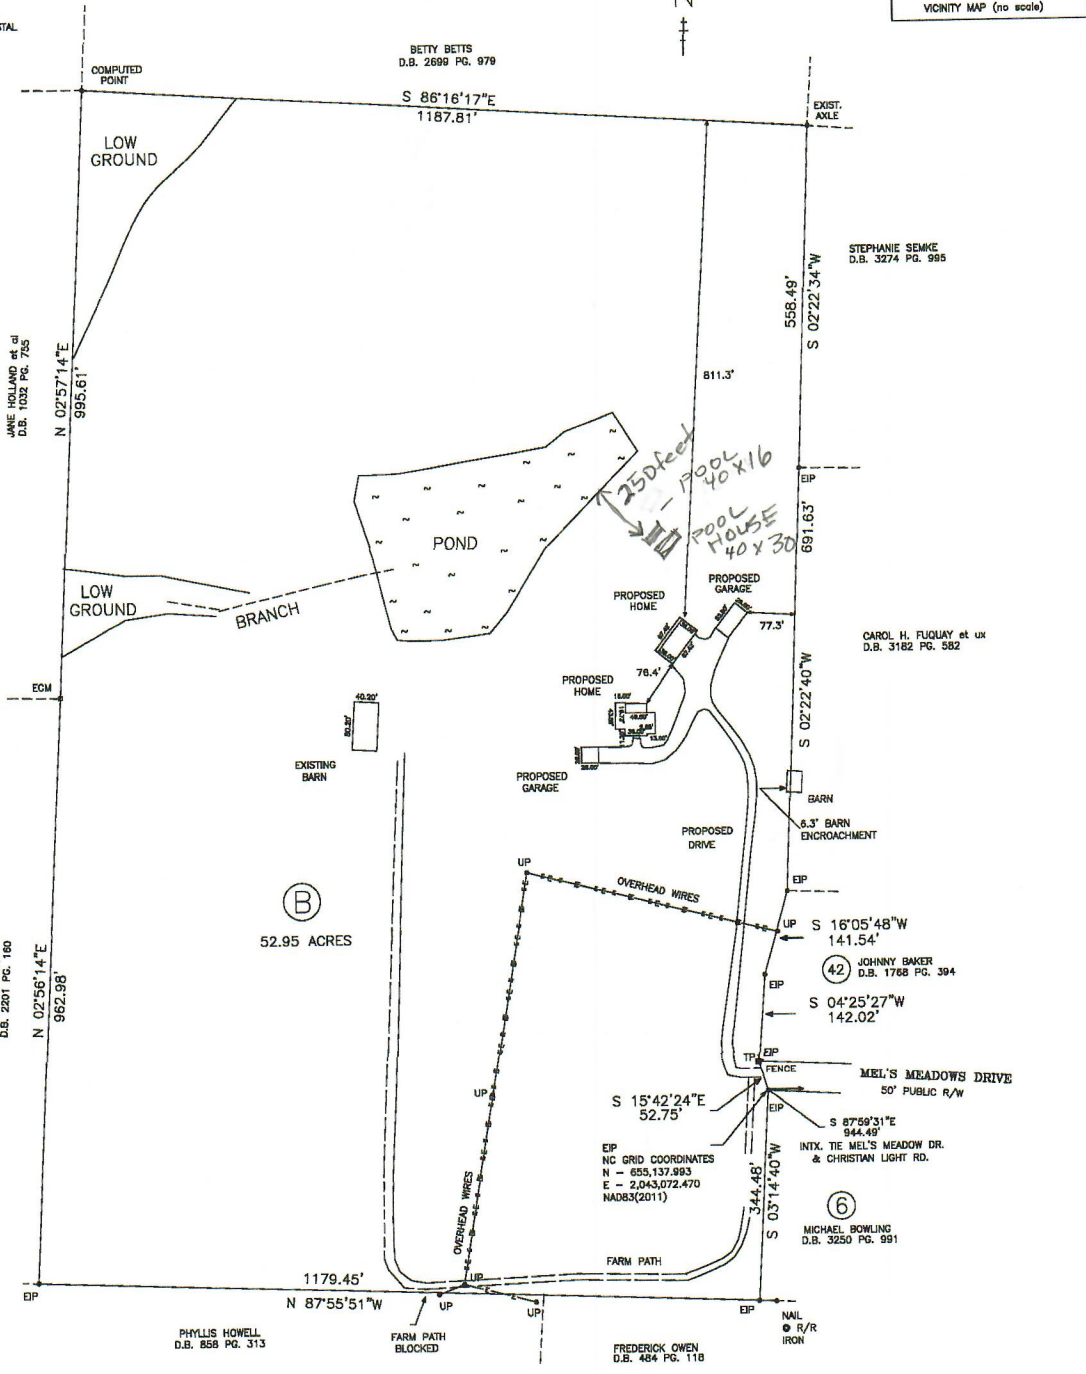 N
VICINITY MAP (no scale)
BETTY BETTS
D.B. 2699 PG. 979
COMPUTED
POINT
S 86°16'17"E
1187.81'
EXIST.
AXLE
LOW
GROUND
STEPHANIE SEMKE
D.B. 3274 PG. 995
558.49'
S 02°22'34"W
JANE HOLLAND et al
D.B. 1032 PG. 755
N 02°57'14"E
995.61'
811.3'
250 feet
POOL
40 x 16
POOL
HOUSE
40 x 30
EIP
691.63'
POND
LOW
GROUND
BRANCH
PROPOSED
HOME
PROPOSED
GARAGE
77.3'
CAROL H. FUQUAY et ux
D.B. 3182 PG. 582
S 02°22'40"W
76.4'
PROPOSED
HOME
ECM
40.20'
EXISTING
BARN
PROPOSED
GARAGE
BARN
6.3' BARN
ENCROACHMENT
PROPOSED
DRIVE
UP
OVERHEAD WIRES
EIP
UP
S 16°05'48"W
141.54'
B
52.95 ACRES
42
JOHNNY BAKER
D.B. 1768 PG. 394
EIP
S 04°25'27"W
142.02'
D.B. 2201 PG. 160
N 02°56'14"E
962.98'
TP
EIP
FENCE
MEL'S MEADOWS DRIVE
50' PUBLIC R/W
UP
S 15°42'24"E
52.75'
EIP
S 87°59'31"E
944.49'
INTX. TIE MEL'S MEADOW DR.
& CHRISTIAN LIGHT RD.
EIP
NC GRID COORDINATES
N - 655,137.993
E - 2,043,072.470
NAD83(2011)
344.48'
S 03°14'40"W
6
MICHAEL BOWLING
D.B. 3250 PG. 991
OVERHEAD WIRES
FARM PATH
UP
1179.45'
N 87°55'51"W
EIP
UP
UP
EIP
NAIL
@ R/R
IRON
FARM PATH
BLOCKED
PHYLLIS HOWELL
D.B. 858 PG. 313
FREDERICK OWEN
D.B. 484 PG. 118